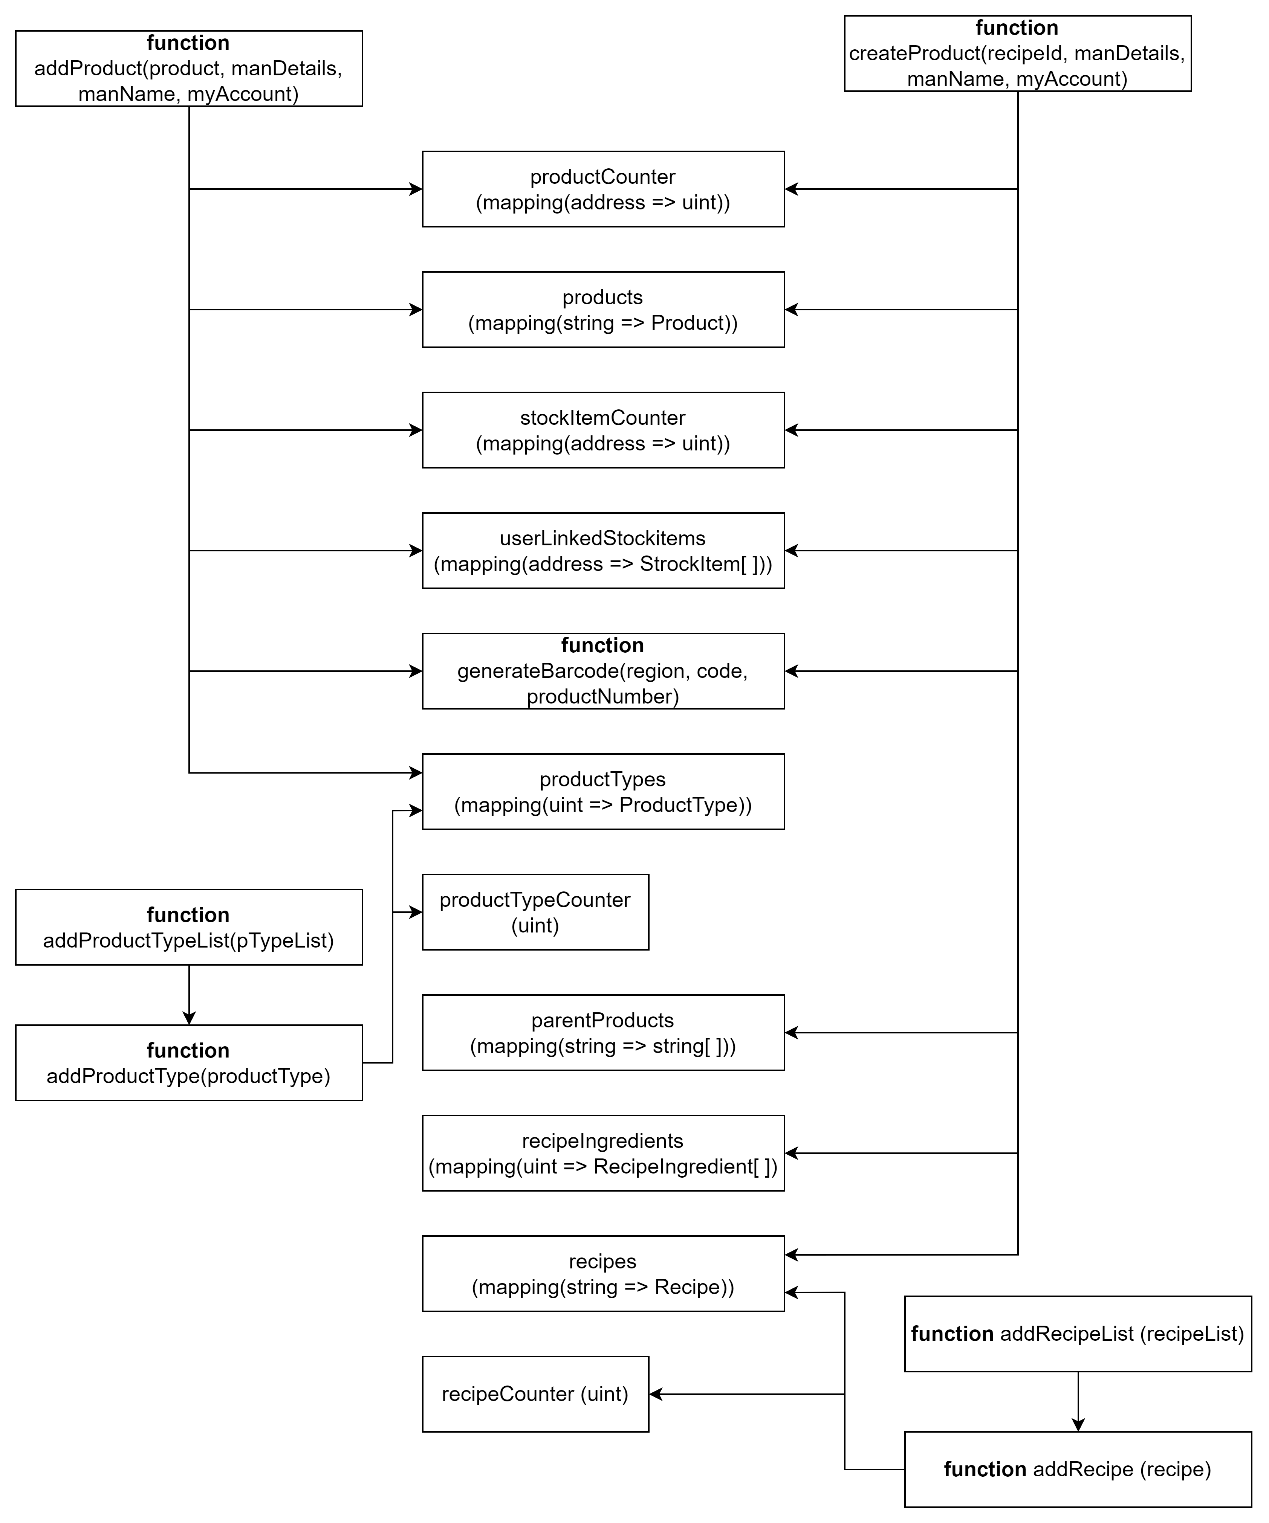 function
addProduct(product, manDetails,
manName, myAccount)
function
createProduct(recipeId, manDetails,
manName, myAccount)
productCounter
(mapping(address => uint))
products
(mapping(string => Product))
stockItemCounter
(mapping(address => uint))
userLinkedStockitems
(mapping(address => StrockItem[ ]))
function
generateBarcode(region, code,
productNumber)
productTypes
(mapping(uint => ProductType))
function
addProductTypeList(pTypeList)
productTypeCounter
(uint)
function
addProductType(productType)
parentProducts
(mapping(string => string[ ]))
recipeIngredients
(mapping(uint => RecipeIngredient[ ])
recipes
(mapping(string => Recipe))
function addRecipeList (recipeList)
recipeCounter (uint)
function addRecipe (recipe)